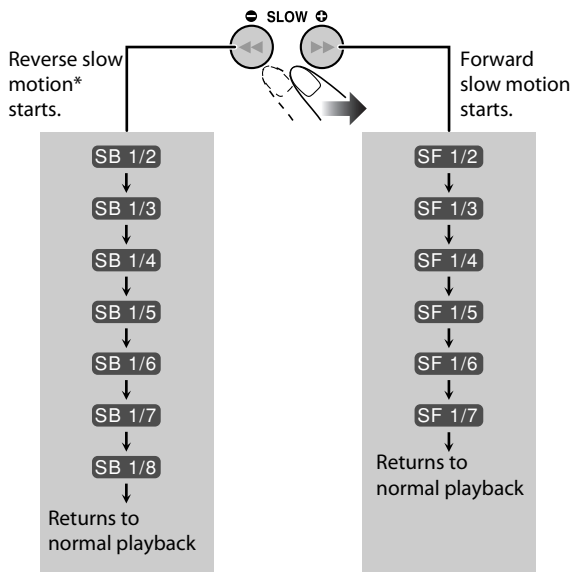 SLOW
Reverse slow
motion*
starts.
Forward
slow motion
starts.
SB 1/2
SB 1/3
SB 1/4
SB 1/5
SB 1/6
SB 1/7
SB 1/8
Returns to
normal playback
SF 1/2
SF 1/3
SF 1/4
SF 1/5
SF 1/6
SF 1/7
Returns to
normal playback